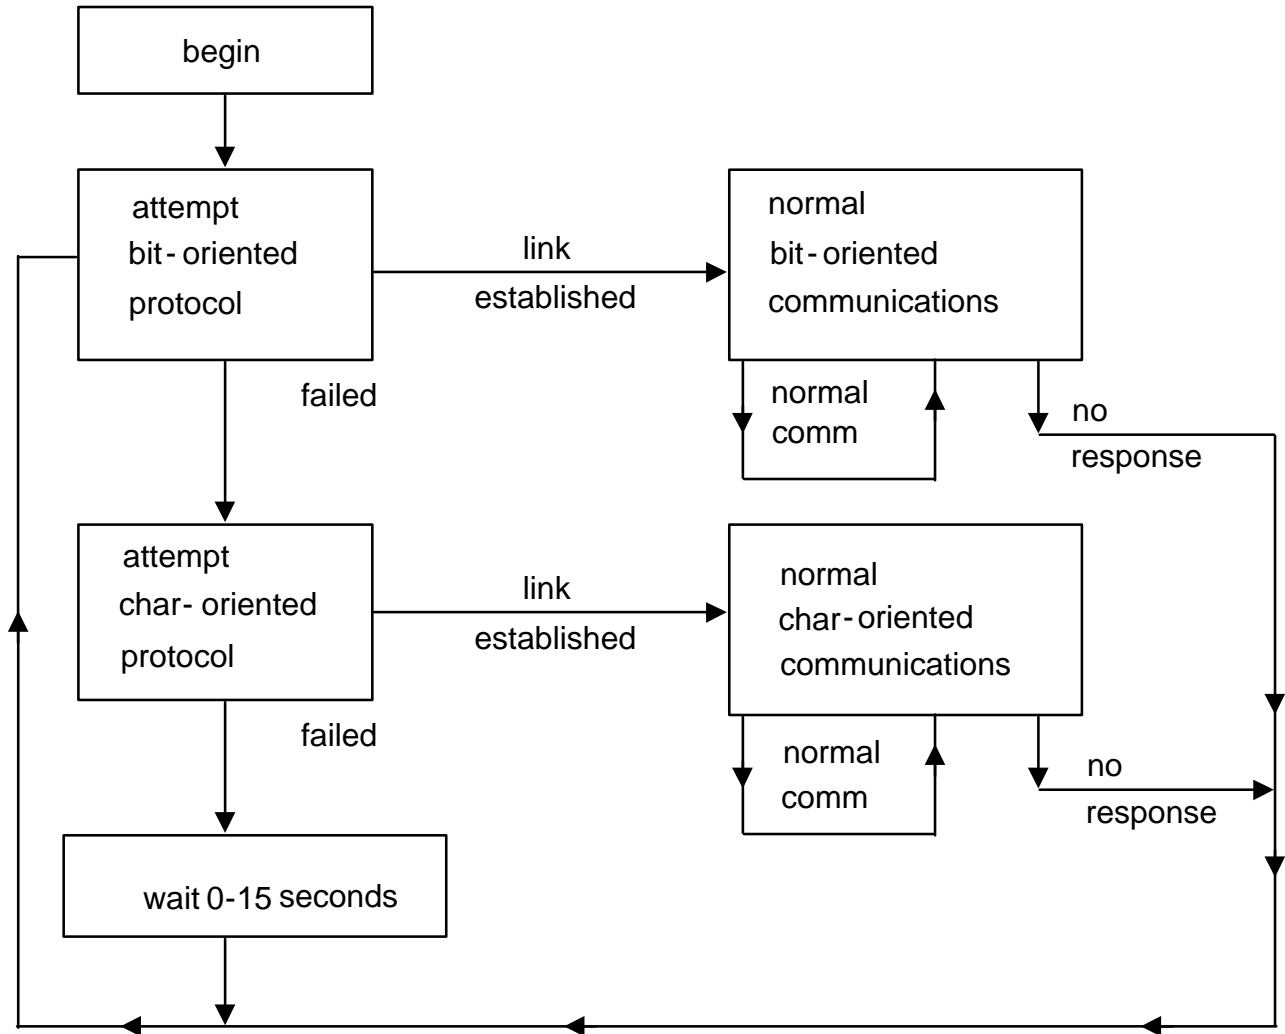 begin
attempt
bit-oriented
protocol
link
established
normal
bit-oriented
communications
failed
normal
comm
no
response
attempt
char-oriented
protocol
link
established
normal
char-oriented
communications
failed
normal
comm
no
response
wait 0-15 seconds